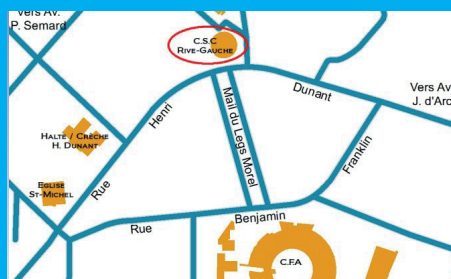 Vers Av.
P. Semard
C.S.C
RIVE-GAUCHE
Dunant
Vers Av
J. d'Arc
Henri
Mail du Legs Morel
HALTE / CRÈCHE
H. DUNANT
Franklin
EGLISE
ST-MICHEL
Rue
Benjamin
Rue
C.F.A